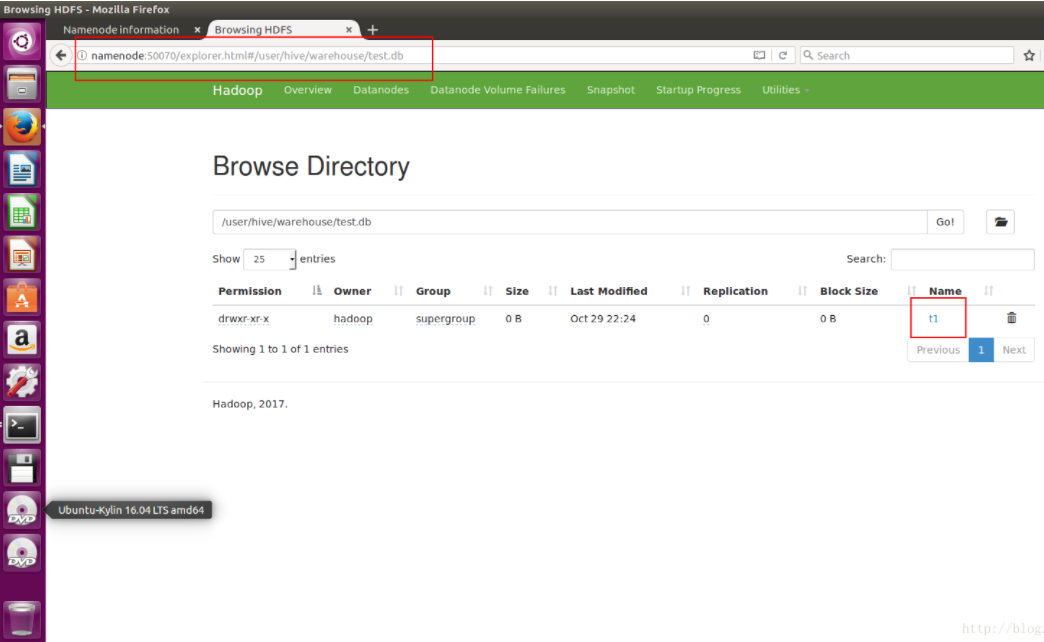 Browsing HDFS - Mozilla Firefox
Namenode information × Browsing HDFS × +
namenode:50070/explorer.html#/user/hive/warehouse/test.db Search
Hadoop Overview Datanodes Datanode Volume Failures Snapshot Startup Progress Utilities
Browse Directory
/user/hive/warehouse/test.db Go!
Show 25 entries Search:
Permission Owner Group Size Last Modified Replication Block Size Name
drwxr-xr-x hadoop supergroup 0 B Oct 29 22:24 0 0 B t1
Showing 1 to 1 of 1 entries Previous 1 Next
Hadoop, 2017.
Ubuntu-Kylin 16.04 LTS amd64
DVD
DVD
http://blog.